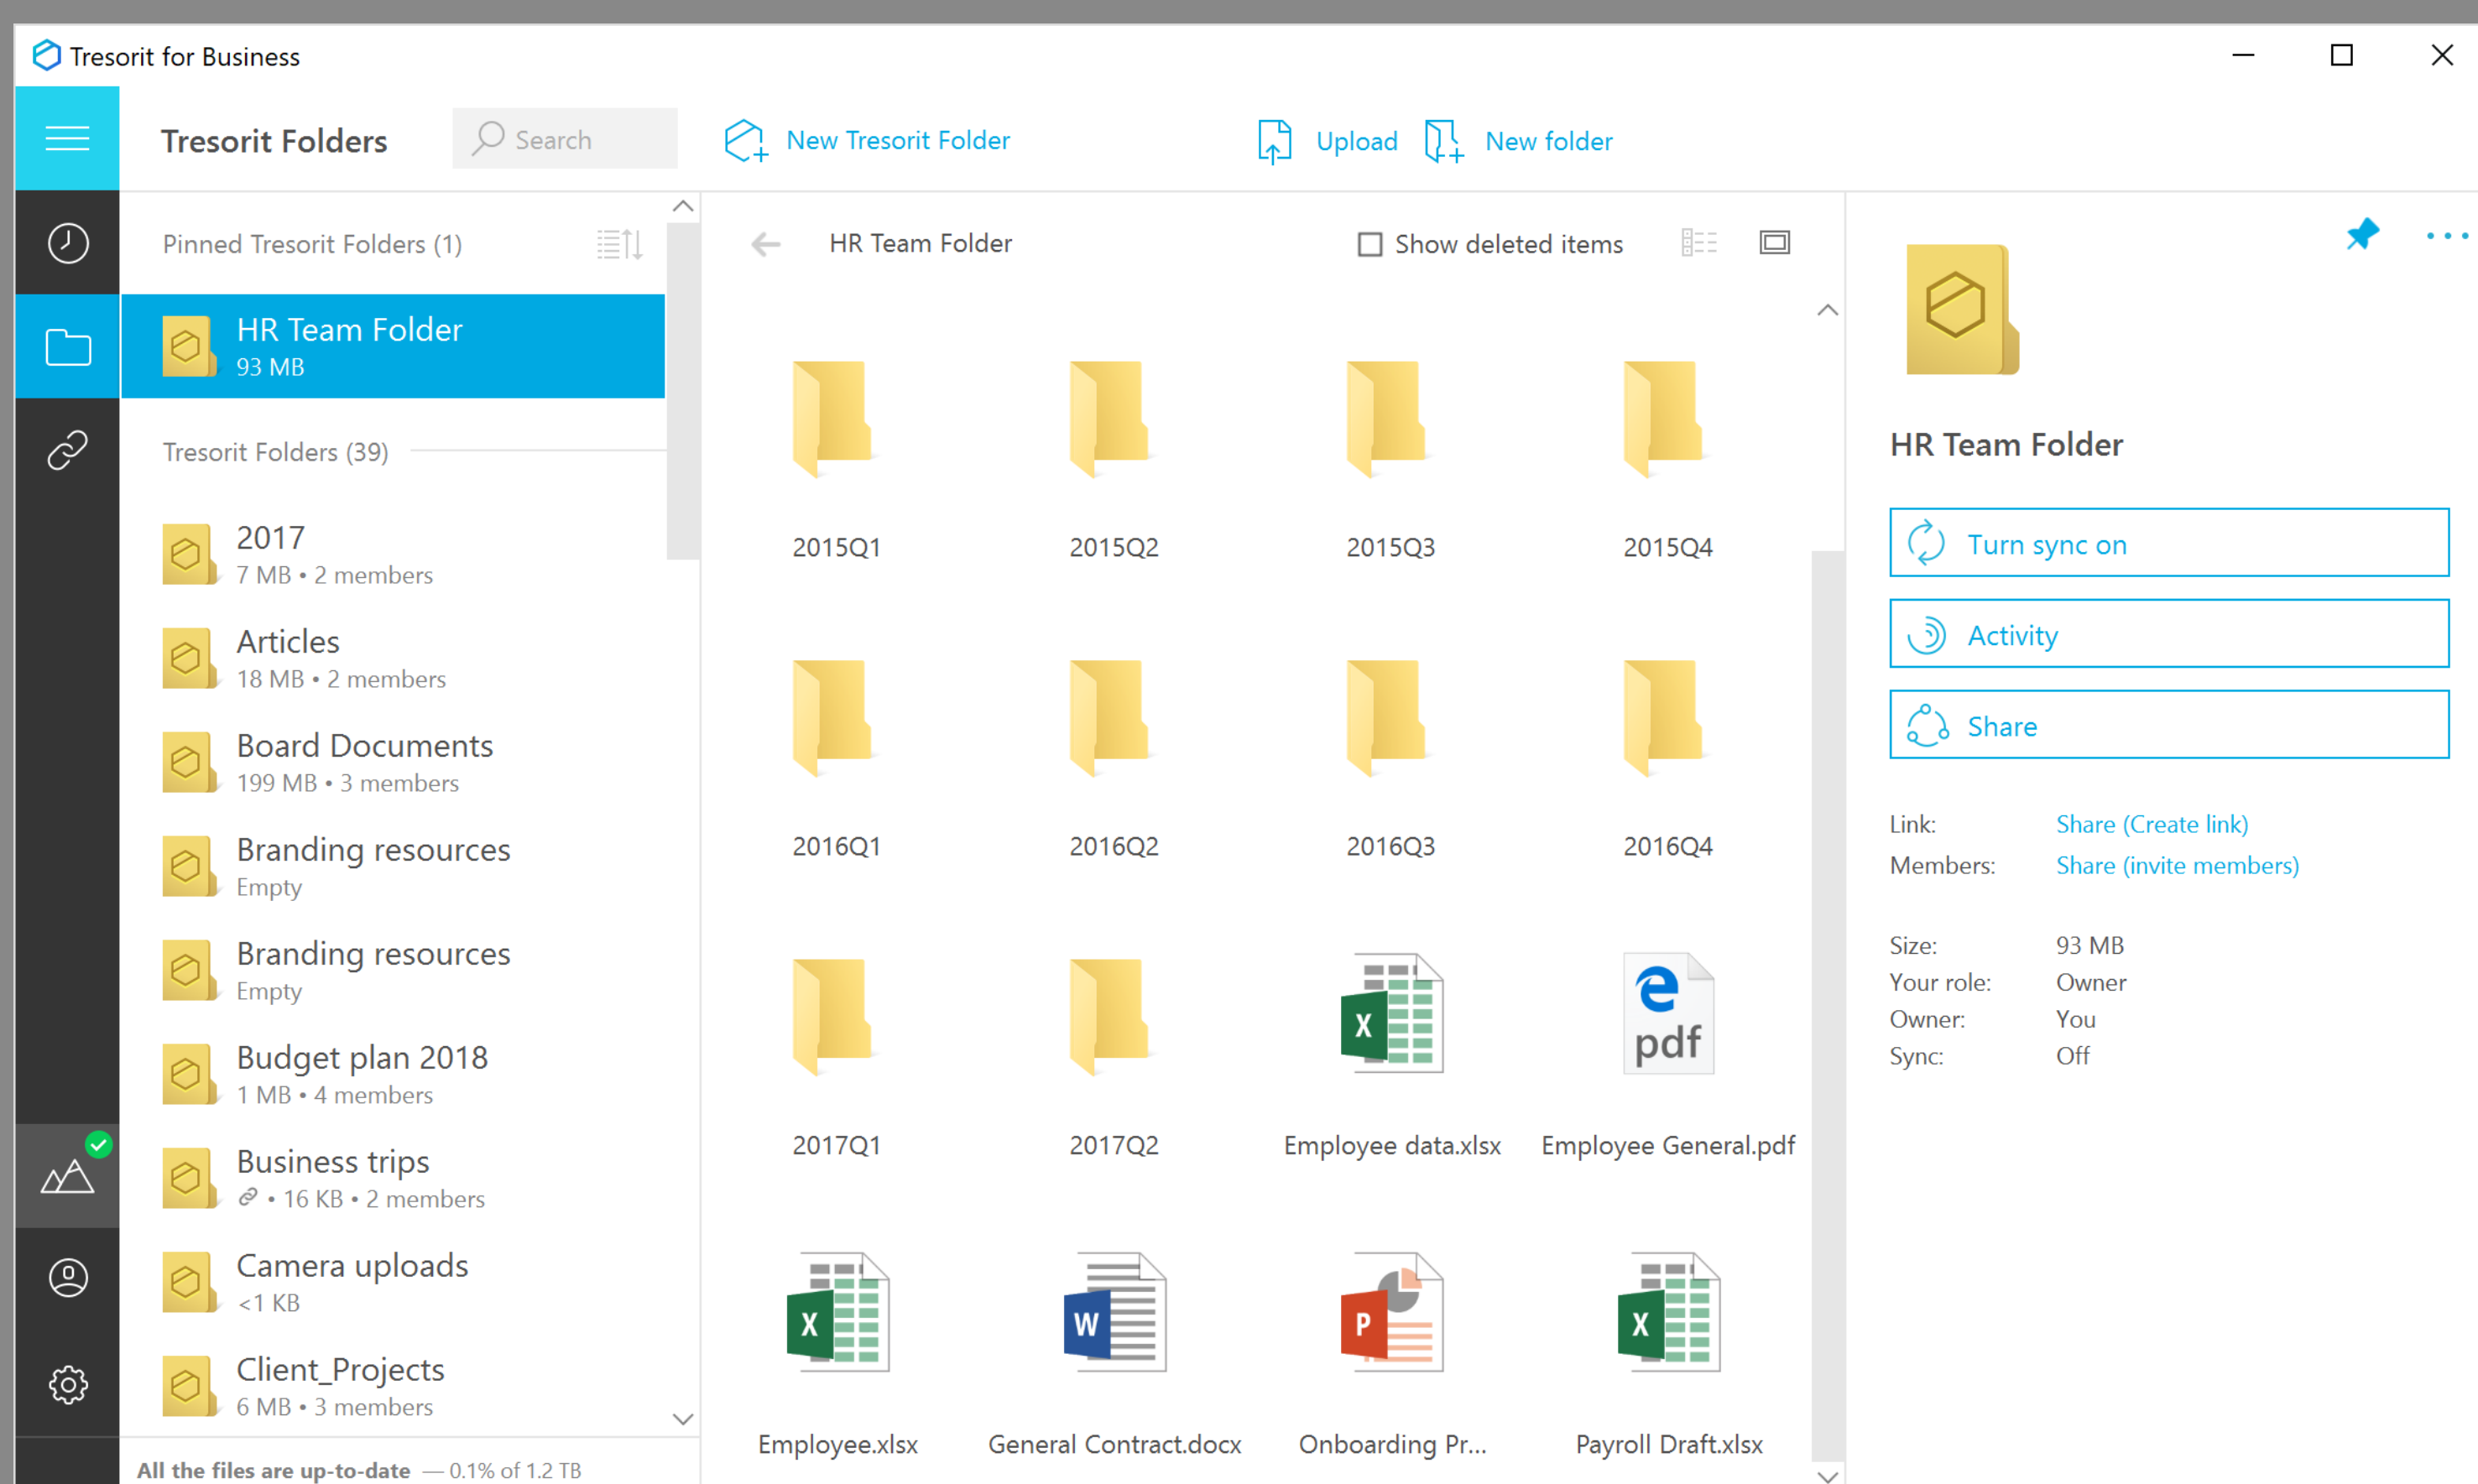 Tresorit for Business
Tresorit Folders
Search
New Tresorit Folder
Upload
New folder
Pinned Tresorit Folders (1)
HR Team Folder
93 MB
Tresorit Folders (39)
2017
7 MB • 2 members
Articles
18 MB • 2 members
Board Documents
199 MB • 3 members
Branding resources
Empty
Branding resources
Empty
Budget plan 2018
1 MB • 4 members
Business trips
• 16 KB • 2 members
Camera uploads
<1 KB
Client_Projects
6 MB • 3 members
All the files are up-to-date — 0.1% of 1.2 TB
HR Team Folder
Show deleted items
2015Q1 2015Q2 2015Q3 2015Q4
2016Q1 2016Q2 2016Q3 2016Q4
pdf
2017Q1 2017Q2 Employee data.xlsx Employee General.pdf
X W P X
Employee.xlsx General Contract.docx Onboarding Pr... Payroll Draft.xlsx
HR Team Folder
Turn sync on
Activity
Share
Link: Share (Create link)
Members: Share (invite members)
Size: 93 MB
Your role: Owner
Owner: You
Sync: Off